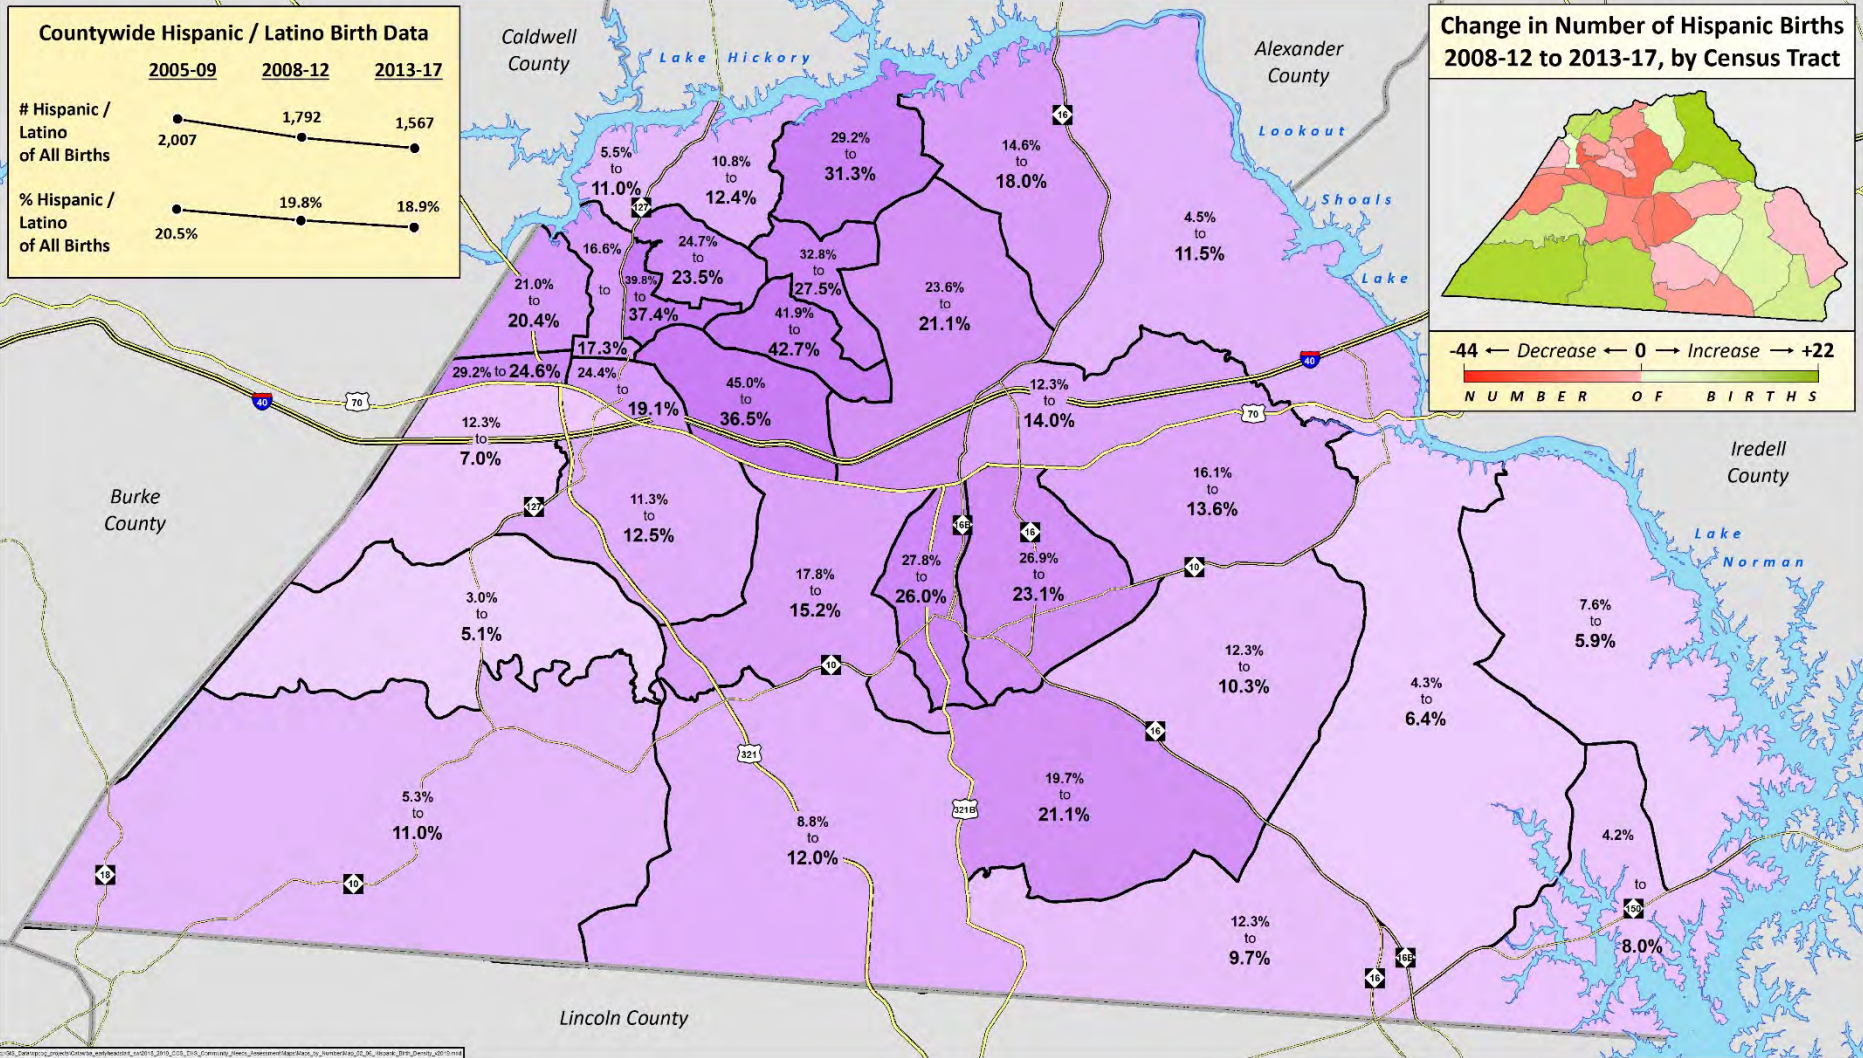 Countywide Hispanic / Latino Birth Data
2005-09 2008-12 2013-17
# Hispanic /
Latino
of All Births
2,007
1,792
1,567
% Hispanic /
Latino
of All Births
20.5%
19.8%
18.9%
Change in Number of Hispanic Births
2008-12 to 2013-17, by Census Tract
-44 ← Decrease ← 0 → Increase → +22
NUMBER OF BIRTHS
Caldwell
County
Alexander
County
Burke
County
Iredell
County
Lincoln County
Lake Hickory
Lookout
Shoals
Lake
Lake
Norman
5.5%
to
11.0%
10.8%
to
12.4%
29.2%
to
31.3%
14.6%
to
18.0%
4.5%
to
11.5%
21.0%
to
20.4%
16.6%
to
17.3%
39.8%
to
37.4%
24.7%
to
23.5%
32.8%
to
27.5%
41.9%
to
42.7%
23.6%
to
21.1%
29.2% to 24.6%
24.4%
to
19.1%
45.0%
to
36.5%
12.3%
to
14.0%
12.3%
to
7.0%
11.3%
to
12.5%
17.8%
to
15.2%
27.8%
to
26.0%
26.9%
to
23.1%
16.1%
to
13.6%
3.0%
to
5.1%
12.3%
to
10.3%
4.3%
to
6.4%
7.6%
to
5.9%
5.3%
to
11.0%
8.8%
to
12.0%
19.7%
to
21.1%
12.3%
to
9.7%
4.2%
to
8.0%
16
127
40
70
40
70
127
16B
16
10
10
16
321
321B
18
10
150
16
16B